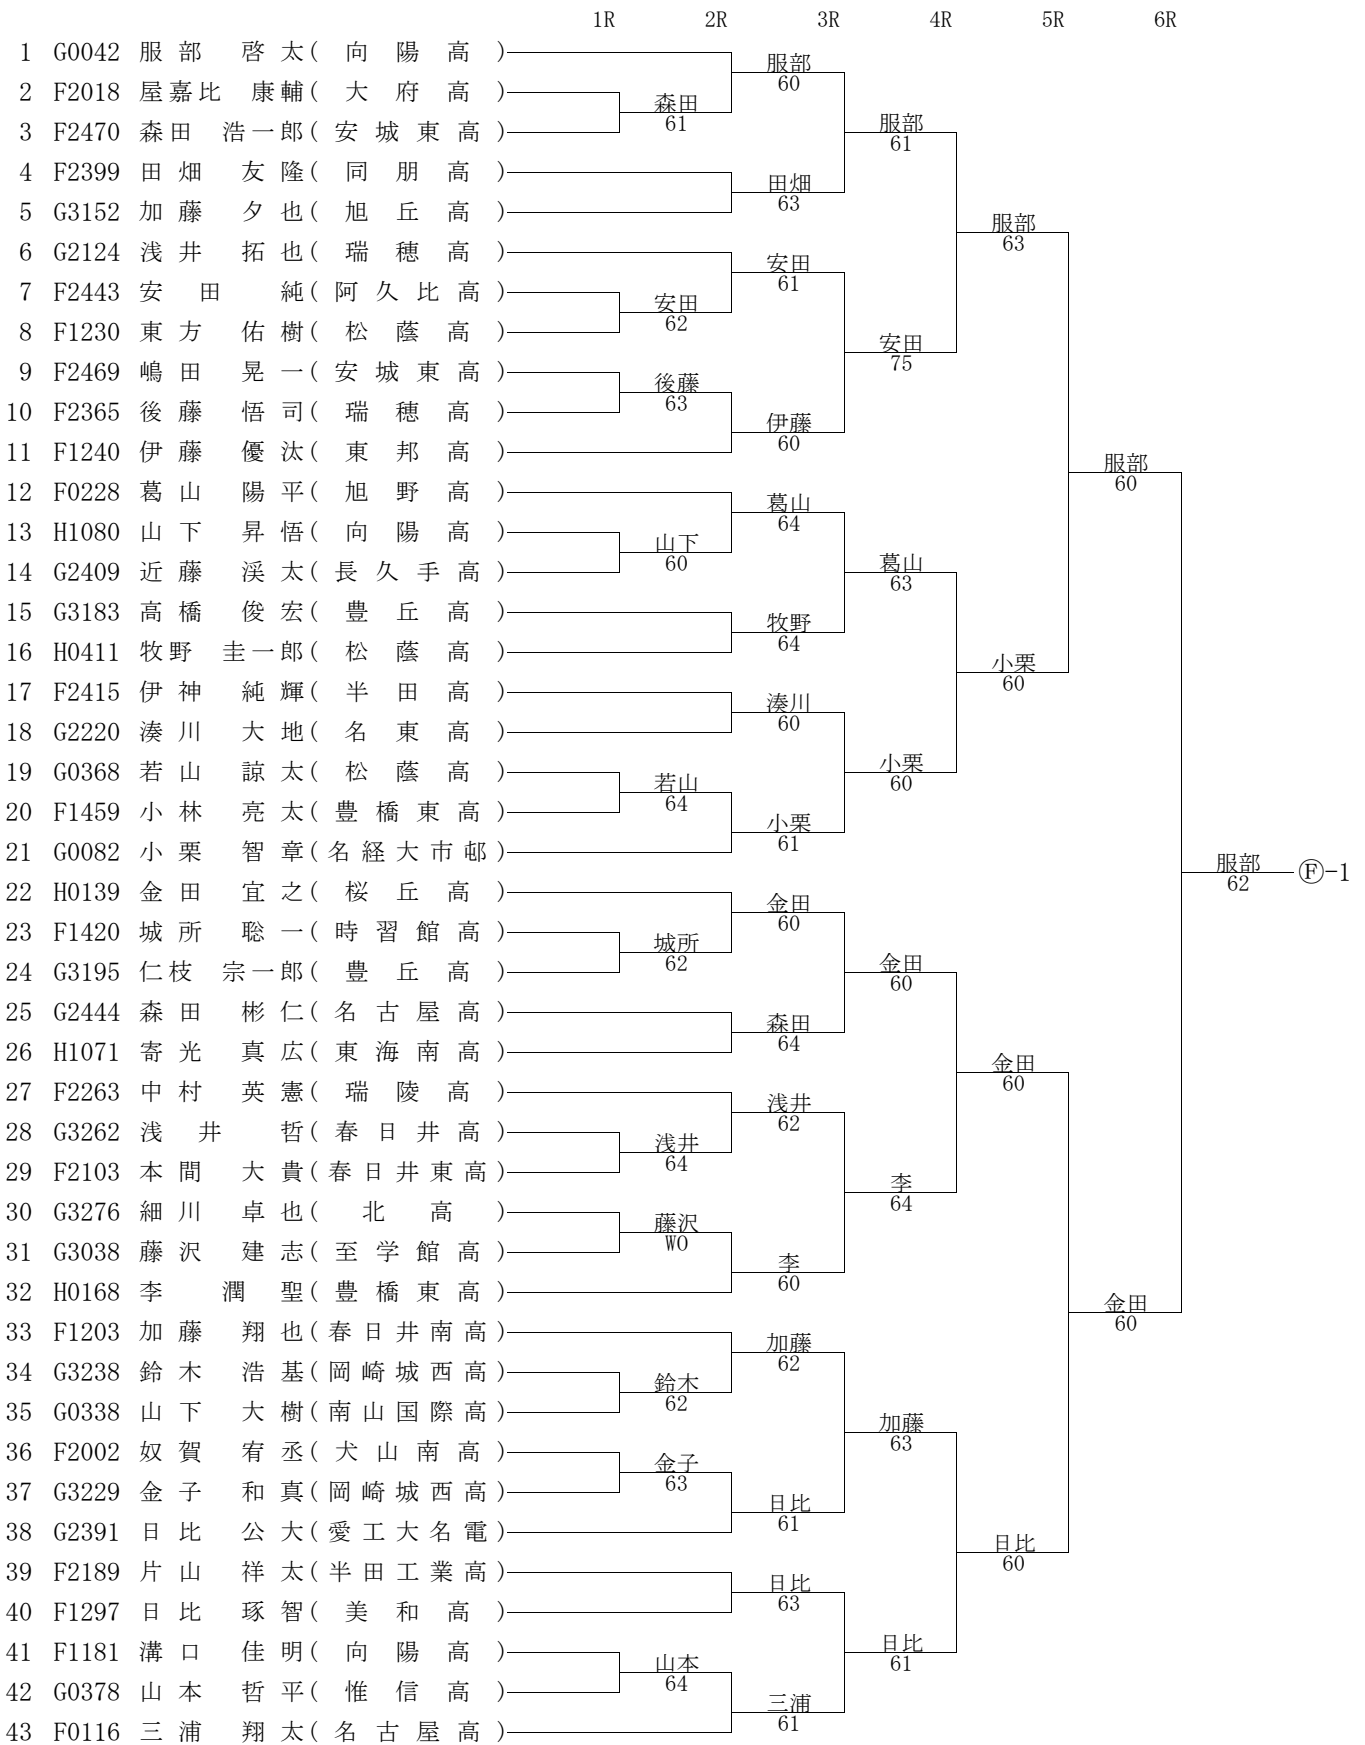 1R 2R 3R 4R 5R 6R
1 G0042 服部 啓太(向陽高)
2 F2018 屋嘉比 康輔(大府高)
3 F2470 森田 浩一郎(安城東高)
4 F2399 田畑 友隆(同朋高)
5 G3152 加藤 夕也(旭丘高)
6 G2124 浅井 拓也(瑞穂高)
7 F2443 安田 純(阿久比高)
8 F1230 東方 佑樹(松蔭高)
9 F2469 嶋田 晃一(安城東高)
10 F2365 後藤 悟司(瑞穂高)
11 F1240 伊藤 優汰(東邦高)
12 F0228 葛山 陽平(旭野高)
13 H1080 山下 昇悟(向陽高)
14 G2409 近藤 渓太(長久手高)
15 G3183 高橋 俊宏(豊丘高)
16 H0411 牧野 圭一郎(松蔭高)
17 F2415 伊神 純輝(半田高)
18 G2220 湊川 大地(名東高)
19 G0368 若山 諒太(松蔭高)
20 F1459 小林 亮太(豊橋東高)
21 G0082 小栗 智章(名経大市邨)
22 H0139 金田 宜之(桜丘高)
23 F1420 城所 聡一(時習館高)
24 G3195 仁枝 宗一郎(豊丘高)
25 G2444 森田 彬仁(名古屋高)
26 H1071 寄光 真広(東海南高)
27 F2263 中村 英憲(瑞陵高)
28 G3262 浅井 哲(春日井高)
29 F2103 本間 大貴(春日井東高)
30 G3276 細川 卓也(北高)
31 G3038 藤沢 建志(至学館高)
32 H0168 李 潤聖(豊橋東高)
33 F1203 加藤 翔也(春日井南高)
34 G3238 鈴木 浩基(岡崎城西高)
35 G0338 山下 大樹(南山国際高)
36 F2002 奴賀 宥丞(犬山南高)
37 G3229 金子 和真(岡崎城西高)
38 G2391 日比 公大(愛工大名電)
39 F2189 片山 祥太(半田工業高)
40 F1297 日比 琢智(美和高)
41 F1181 溝口 佳明(向陽高)
42 G0378 山本 哲平(惟信高)
43 F0116 三浦 翔太(名古屋高)
森田
61
安田
62
後藤
63
山下
60
若山
64
城所
62
浅井
64
藤沢
WO
鈴木
62
金子
63
山本
64
服部
60
田畑
63
安田
61
伊藤
60
葛山
64
牧野
64
湊川
60
小栗
61
金田
60
森田
64
浅井
62
李
60
加藤
62
日比
61
日比
63
三浦
61
服部
61
安田
75
葛山
63
小栗
60
金田
60
李
64
加藤
63
日比
61
服部
63
小栗
60
金田
60
日比
60
服部
60
金田
60
服部
62
Ⓕ-1